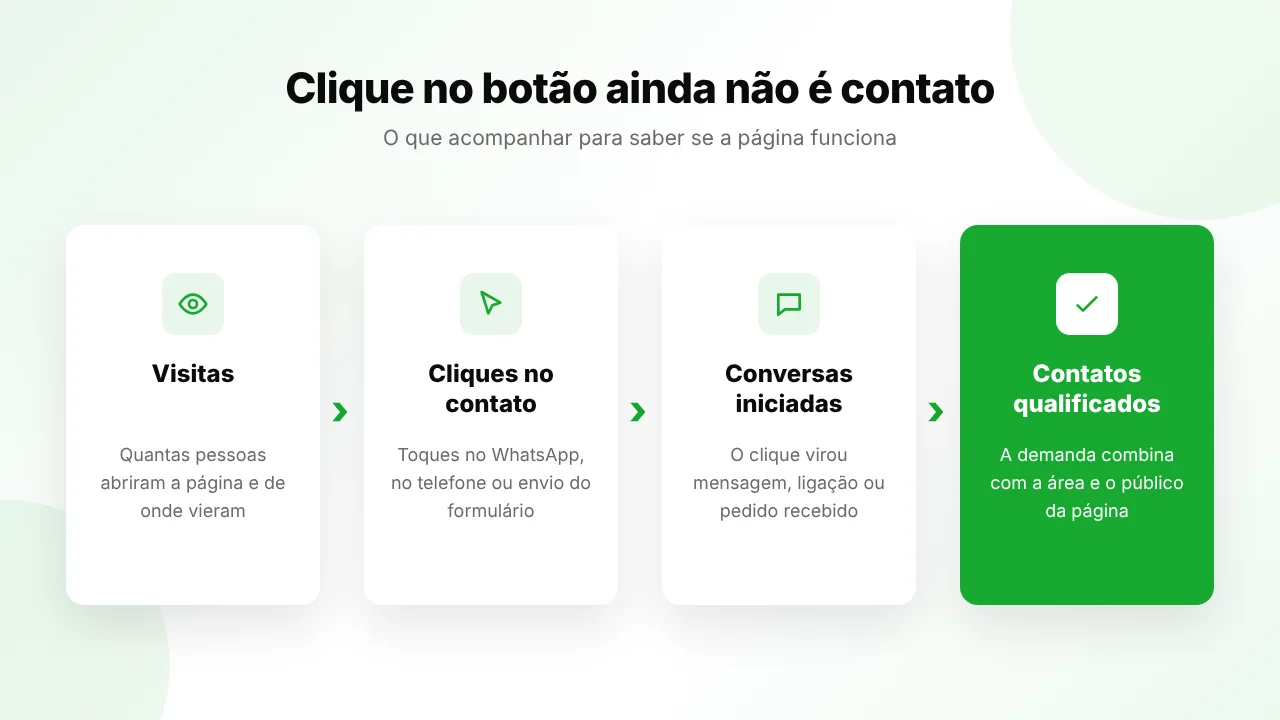 Clique no botão ainda não é contato
O que acompanhar para saber se a página funciona
Visitas
Quantas pessoas
abriram a página e de
onde vieram
Cliques no
contato
Toques no WhatsApp,
no telefone ou envio do
formulário
Conversas
iniciadas
O clique virou
mensagem, ligação ou
pedido recebido
Contatos
qualificados
A demanda combina
com a área e o público
da página